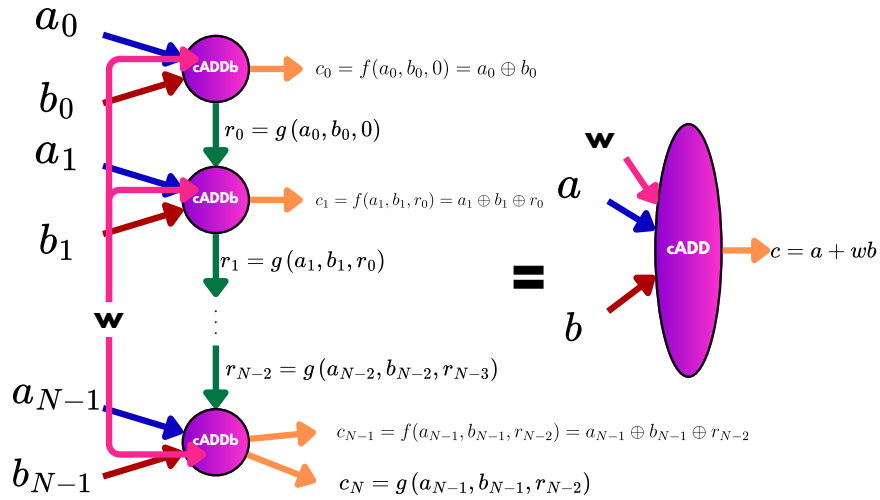 a_0
cADDb
c_0 = f(a_0, b_0, 0) = a_0 ⊕ b_0
b_0
r_0 = g (a_0, b_0, 0)
a_1
cADDb
c_1 = f(a_1, b_1, r_0) = a_1 ⊕ b_1 ⊕ r_0
b_1
r_1 = g (a_1, b_1, r_0)
⋮
w
r_{N-2} = g (a_{N-2}, b_{N-2}, r_{N-3})
a_{N-1}
cADDb
c_{N-1} = f(a_{N-1}, b_{N-1}, r_{N-2}) = a_{N-1} ⊕ b_{N-1} ⊕ r_{N-2}
b_{N-1}
c_N = g (a_{N-1}, b_{N-1}, r_{N-2})
=
w
a
cADD
c = a + wb
b